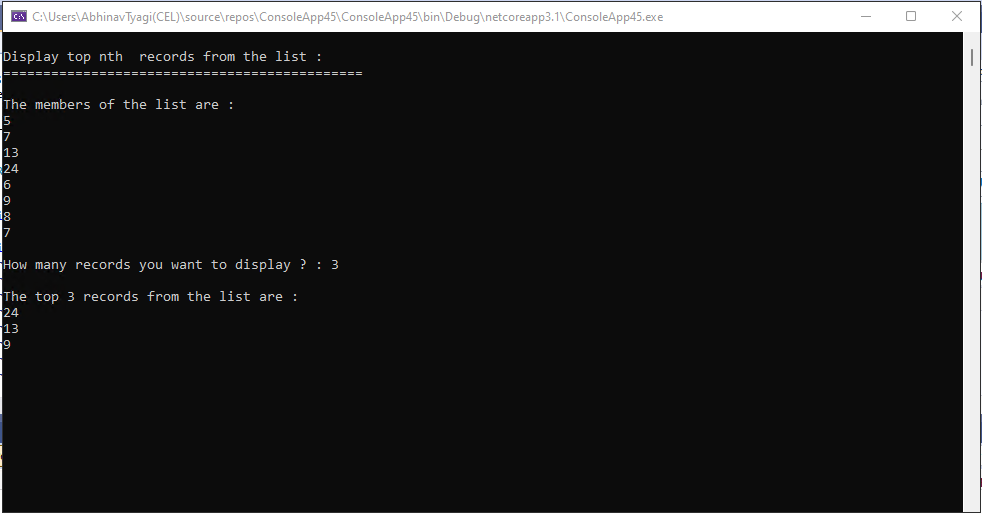 C:\Users\AbhinavTyagi(CEL)\source\repos\ConsoleApp45\ConsoleApp45\bin\Debug\netcoreapp3.1\ConsoleApp45.exe
Display top nth  records from the list :
=============================================
The members of the list are :
5
7
13
24
6
9
8
7
How many records you want to display ? : 3
The top 3 records from the list are :
24
13
9